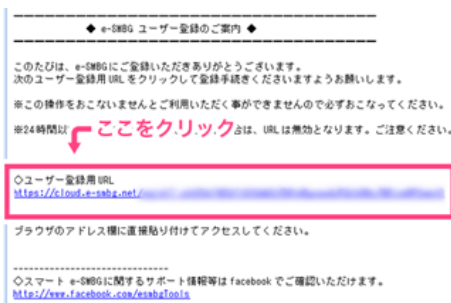 ◆ e-SMBG ユーザー登録のご案内 ◆
このたびは、e-SMBGにご登録いただきありがとうございます。
次のユーザー登録用 URL をクリックして登録手続きくださいますようお願いします。
※この操作をおこないませんとご利用いただく事ができませんので必ずおこなってください。
※24時間以
ここをクリック
合は、URL は無効となります。ご注意ください。
◇ユーザー登録用 URL
https://cloud.e-smbg.net/
ブラウザのアドレス欄に直接貼り付けてアクセスしてください。
------------------------------
◇スマート e-SMBGに関するサポート情報等は facebook でご確認いただけます。
http://www.facebook.com/esmbgTools